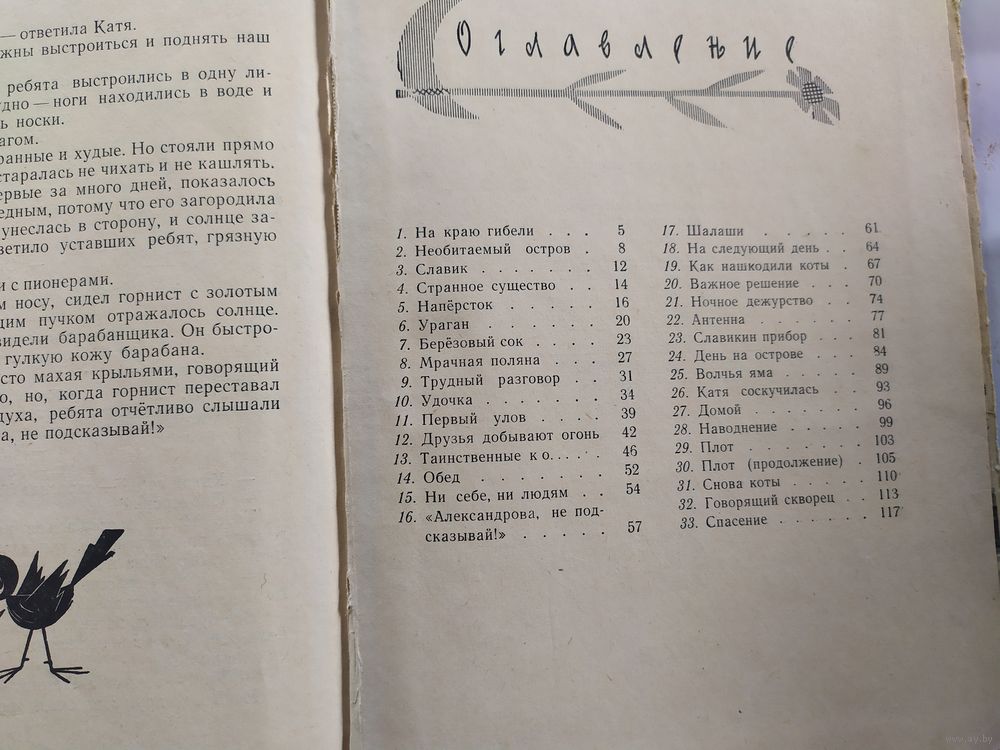 — ответила Катя.
жны выстроиться и поднять наш
ребята выстроились в одну ли-
удно — ноги находились в воде и
ь носки.
агом.
ранные и худые. Но стояли прямо
старалась не чихать и не кашлять.
ервые за много дней, показалось
едным, потому что его загородила
унеслась в сторону, и солнце за-
ветило уставших ребят, грязную
и с пионерами.
м носу, сидел горнист с золотым
щим пучком отражалось солнце.
видели барабанщика. Он быстро-
гулкую кожу барабана.
сто махая крыльями, говорящий
о, но, когда горнист переставал
духа, ребята отчётливо слышали
а, не подсказывай!»
Оглавление
1. На краю гибели . . . 5
2. Необитаемый остров . 8
3. Славик . . . . . . . 12
4. Странное существо . . 14
5. Напёрсток . . . . . 16
6. Ураган . . . . . . . 20
7. Берёзовый сок . . . . 23
8. Мрачная поляна . . . 27
9. Трудный разговор . . 31
10. Удочка . . . . . . 34
11. Первый улов . . . . 39
12. Друзья добывают огонь 42
13. Таинственные к о. . . . . 46
14. Обед . . . . . . . 52
15. Ни себе, ни людям . . 54
16. «Александрова, не под-
сказывай!» . . . . . 57
17. Шалаши . . . . . 61
18. На следующий день . . 64
19. Как нашкодили коты . 67
20. Важное решение . . . 70
21. Ночное дежурство . . 74
22. Антенна . . . . . . 77
23. Славикин прибор . . . 81
24. День на острове . . . 84
25. Волчья яма . . . . . 89
26. Катя соскучилась . . . 93
27. Домой . . . . . . . 96
28. Наводнение . . . . . 99
29. Плот . . . . . . . 103
30. Плот (продолжение) . 105
31. Снова коты . . . . . 110
32. Говорящий скворец . . 113
33. Спасение . . . . . . 117
www.ay.by